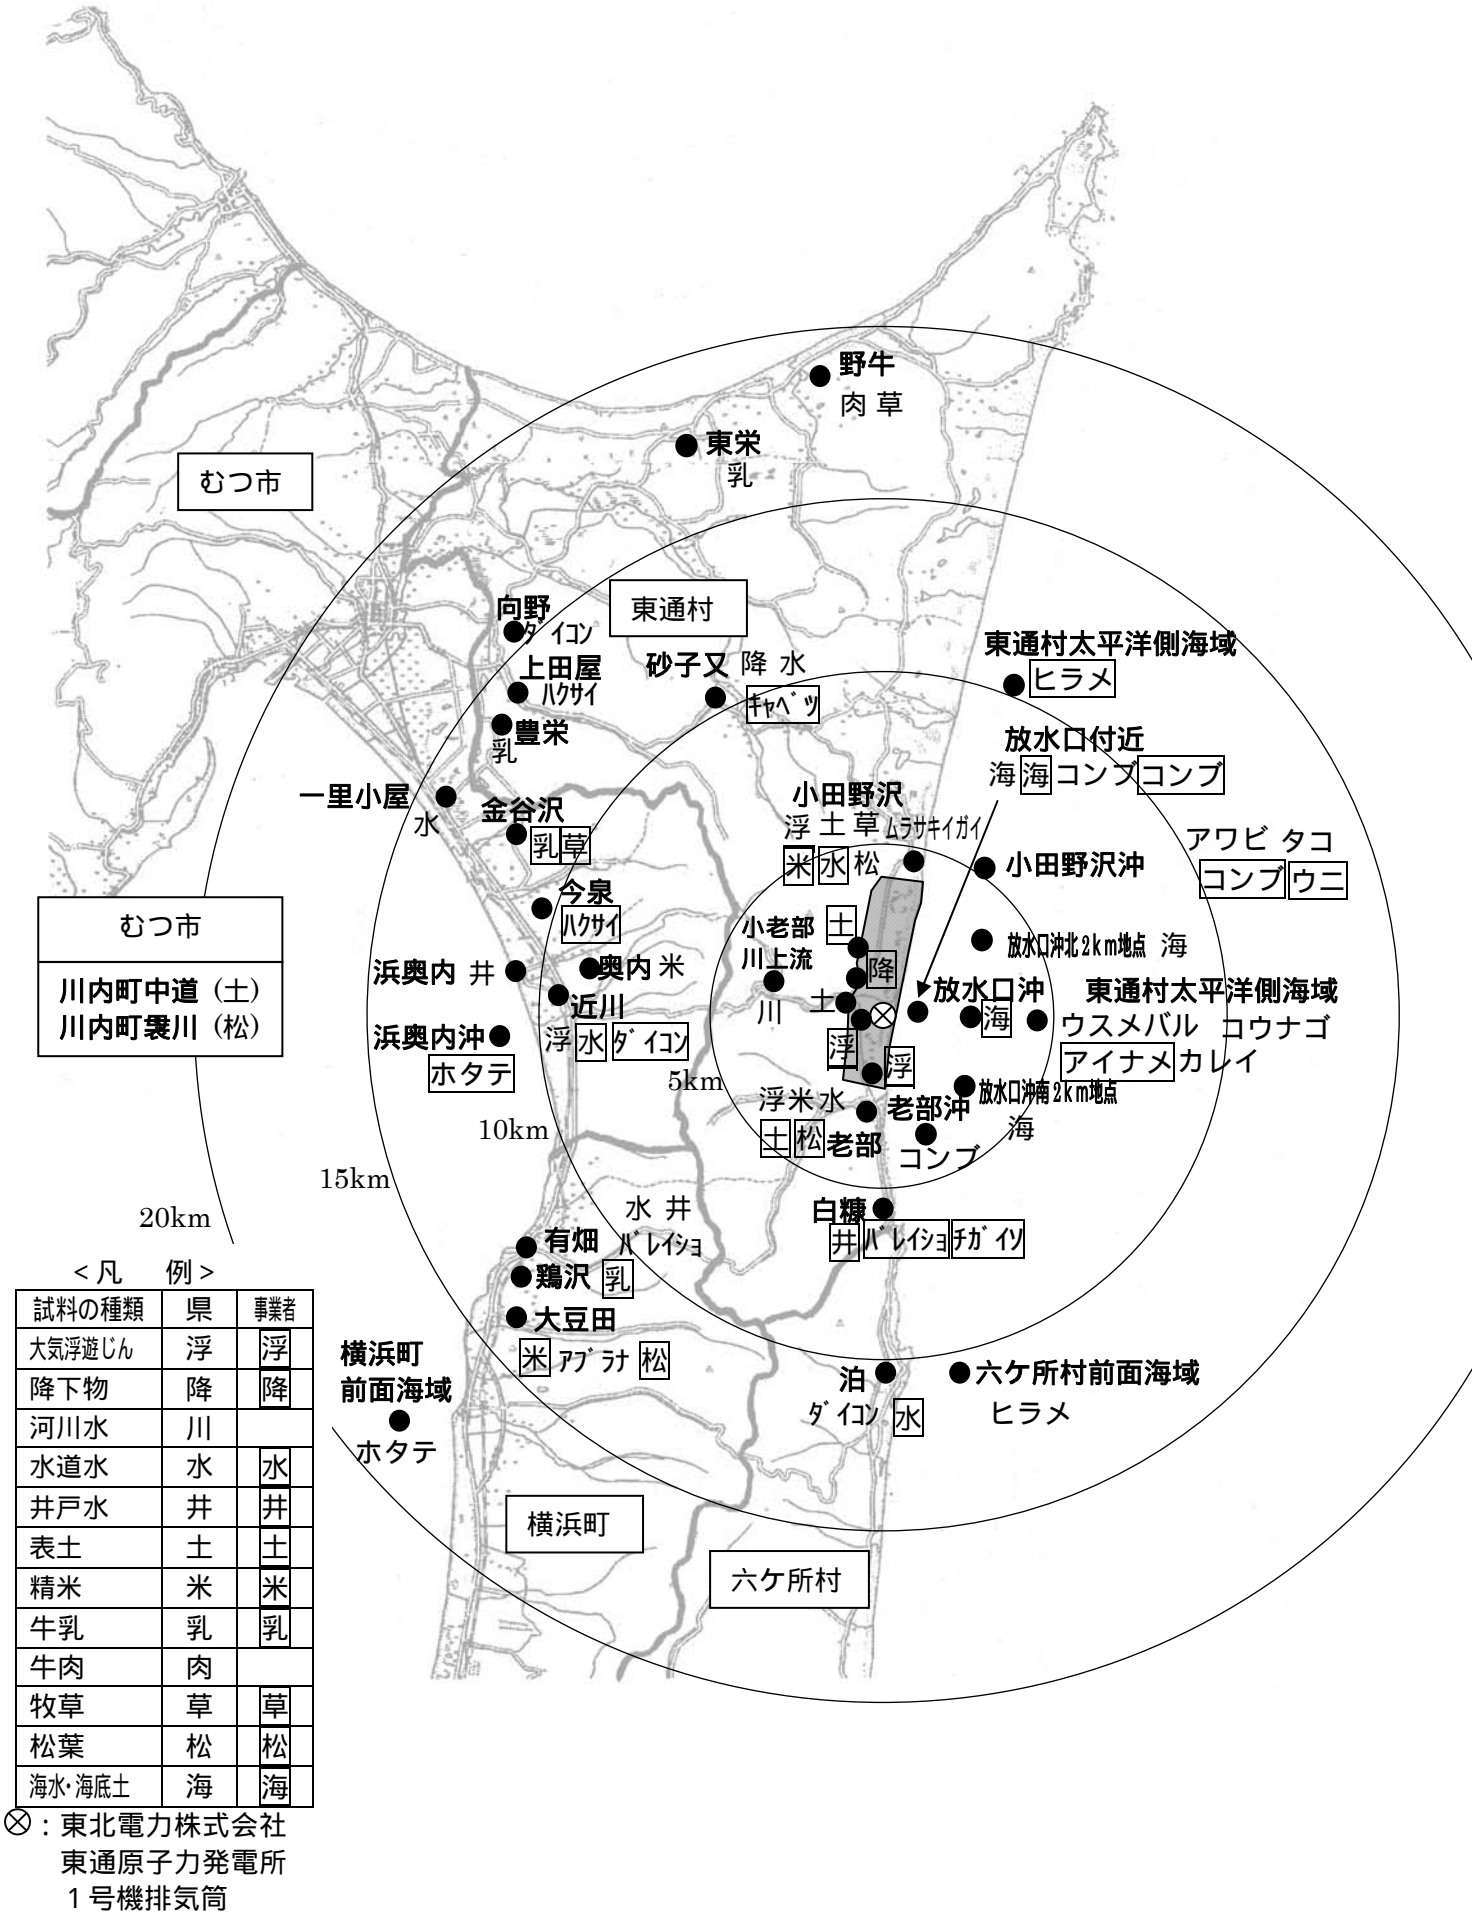 野牛
肉 草
東栄
乳
むつ市
東通村
向野
ダイコン
上田屋
ハクサイ
豊栄
乳
砂子又 降 水
キャベツ
東通村太平洋側海域
ヒラメ
放水口付近
海 海 コンブ コンブ
一里小屋
水
金谷沢
乳 草
小田野沢
浮 土 草 ムラサキイガイ
米 水 松
小田野沢沖
アワビ タコ
コンブ ウニ
今泉
ハクサイ
むつ市
川内町中道 (土)
川内町襲川 (松)
浜奥内 井
奥内 米
近川
浮 水 ダイコン
浜奥内沖
ホタテ
小老部
川上流
川
土
降
土
浮
浮
放水口沖北2km地点 海
放水口沖
海
東通村太平洋側海域
ウスメバル コウナゴ
アイナメ カレイ
放水口沖南2km地点
海
5km
10km
15km
20km
浮 米 水
土 松 老部
老部沖
コンブ
白糠
井 バレイショ チガイソ
水 井
有畑 バレイショ
鶏沢 乳
大豆田
米 アブラナ 松
横浜町
前面海域
ホタテ
泊
ダイコン 水
六ケ所村前面海域
ヒラメ
横浜町
六ケ所村
<凡 例>
試料の種類 県 事業者
大気浮遊じん 浮 浮
降下物 降 降
河川水 川
水道水 水 水
井戸水 井 井
表土 土 土
精米 米 米
牛乳 乳 乳
牛肉 肉
牧草 草 草
松葉 松 松
海水・海底土 海 海
⊗：東北電力株式会社
東通原子力発電所
1号機排気筒